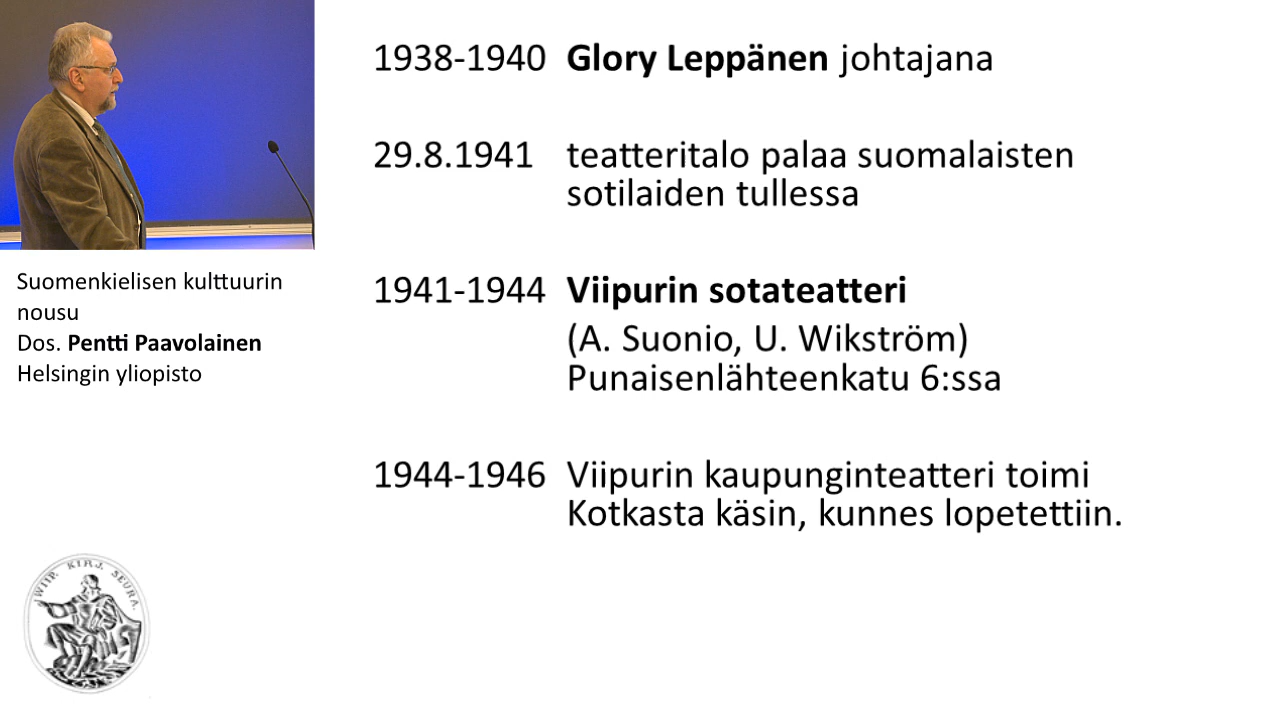 Suomenkielisen kulttuurin
nousu
Dos. Pentti Paavolainen
Helsingin yliopisto
WIIP. KIRJ. SEURA.
1938-1940 Glory Leppänen johtajana
29.8.1941 teatteritalo palaa suomalaisten
sotilaiden tullessa
1941-1944 Viipurin sotateatteri
(A. Suonio, U. Wikström)
Punaisenlähteenkatu 6:ssa
1944-1946 Viipurin kaupunginteatteri toimi
Kotkasta käsin, kunnes lopetettiin.